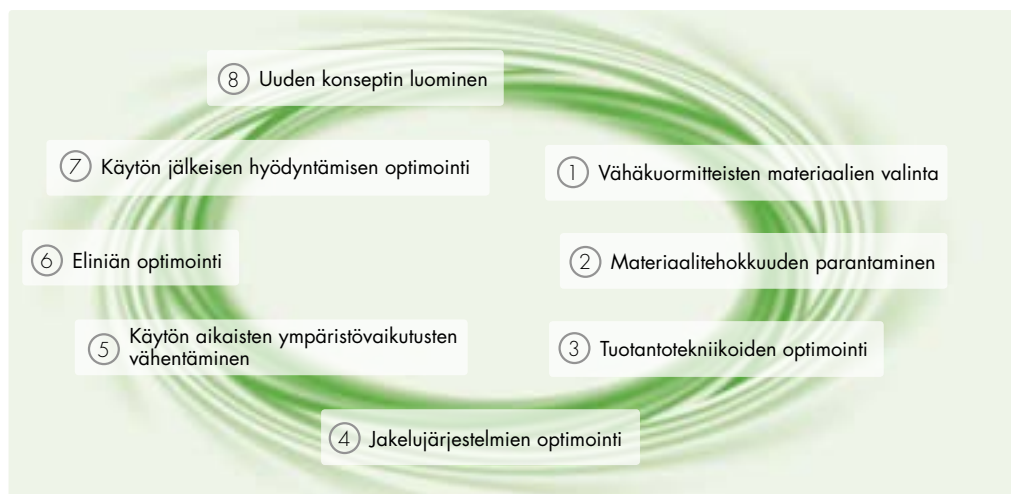 8 Uuden konseptin luominen
7 Käytön jälkeisen hyödyntämisen optimointi
1 Vähäkuormitteisten materiaalien valinta
6 Eliniän optimointi
2 Materiaalitehokkuuden parantaminen
5 Käytön aikaisten ympäristövaikutusten
vähentäminen
3 Tuotantotekniikoiden optimointi
4 Jakelujärjestelmien optimointi